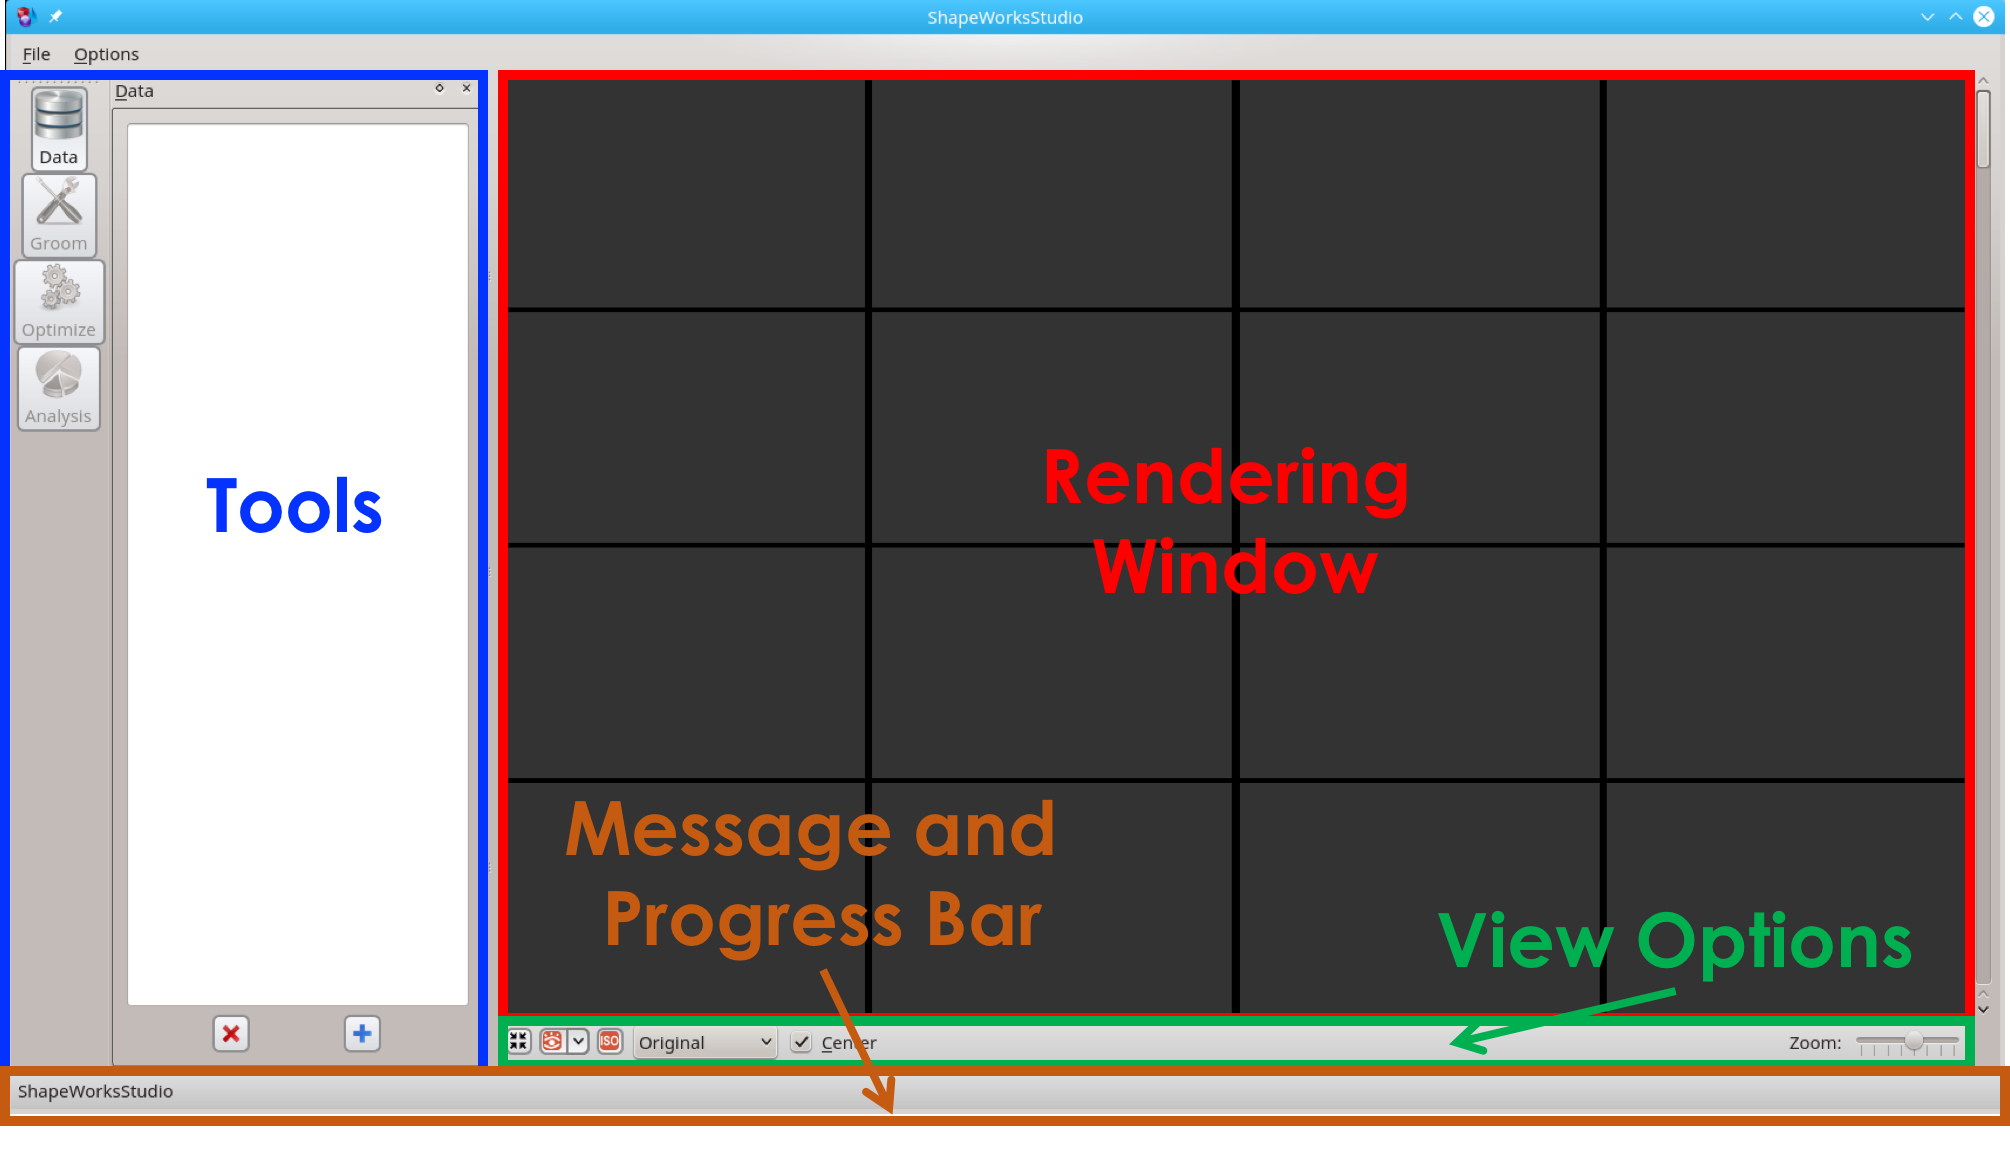 ShapeWorksStudio
File Options
Data
Data
Groom
Optimize
Analysis
Tools
Rendering
Window
Message and
Progress Bar
View Options
ISO
Original
Center
Zoom:
ShapeWorksStudio